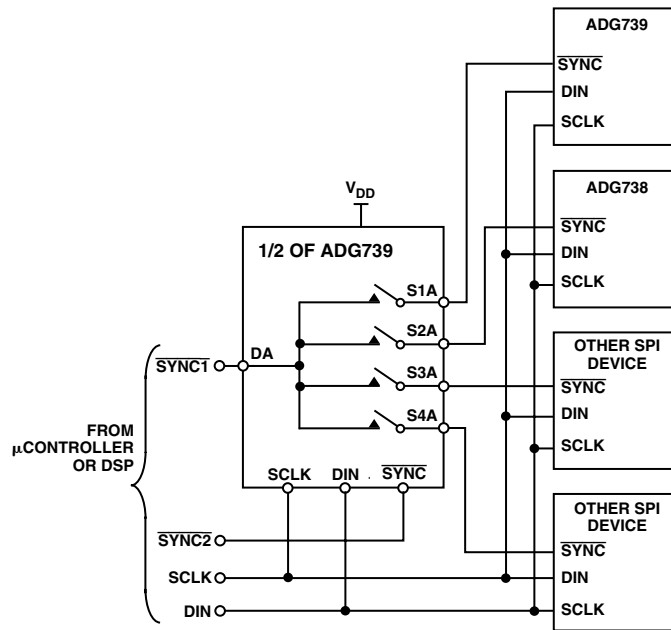 ADG739
SYNC
DIN
SCLK
ADG738
SYNC
DIN
SCLK
VDD
1/2 OF ADG739
S1A
S2A
S3A
S4A
DA
SCLK DIN SYNC
OTHER SPI
DEVICE
SYNC
DIN
SCLK
OTHER SPI
DEVICE
SYNC
DIN
SCLK
FROM
μCONTROLLER
OR DSP
SYNC1
SYNC2
SCLK
DIN